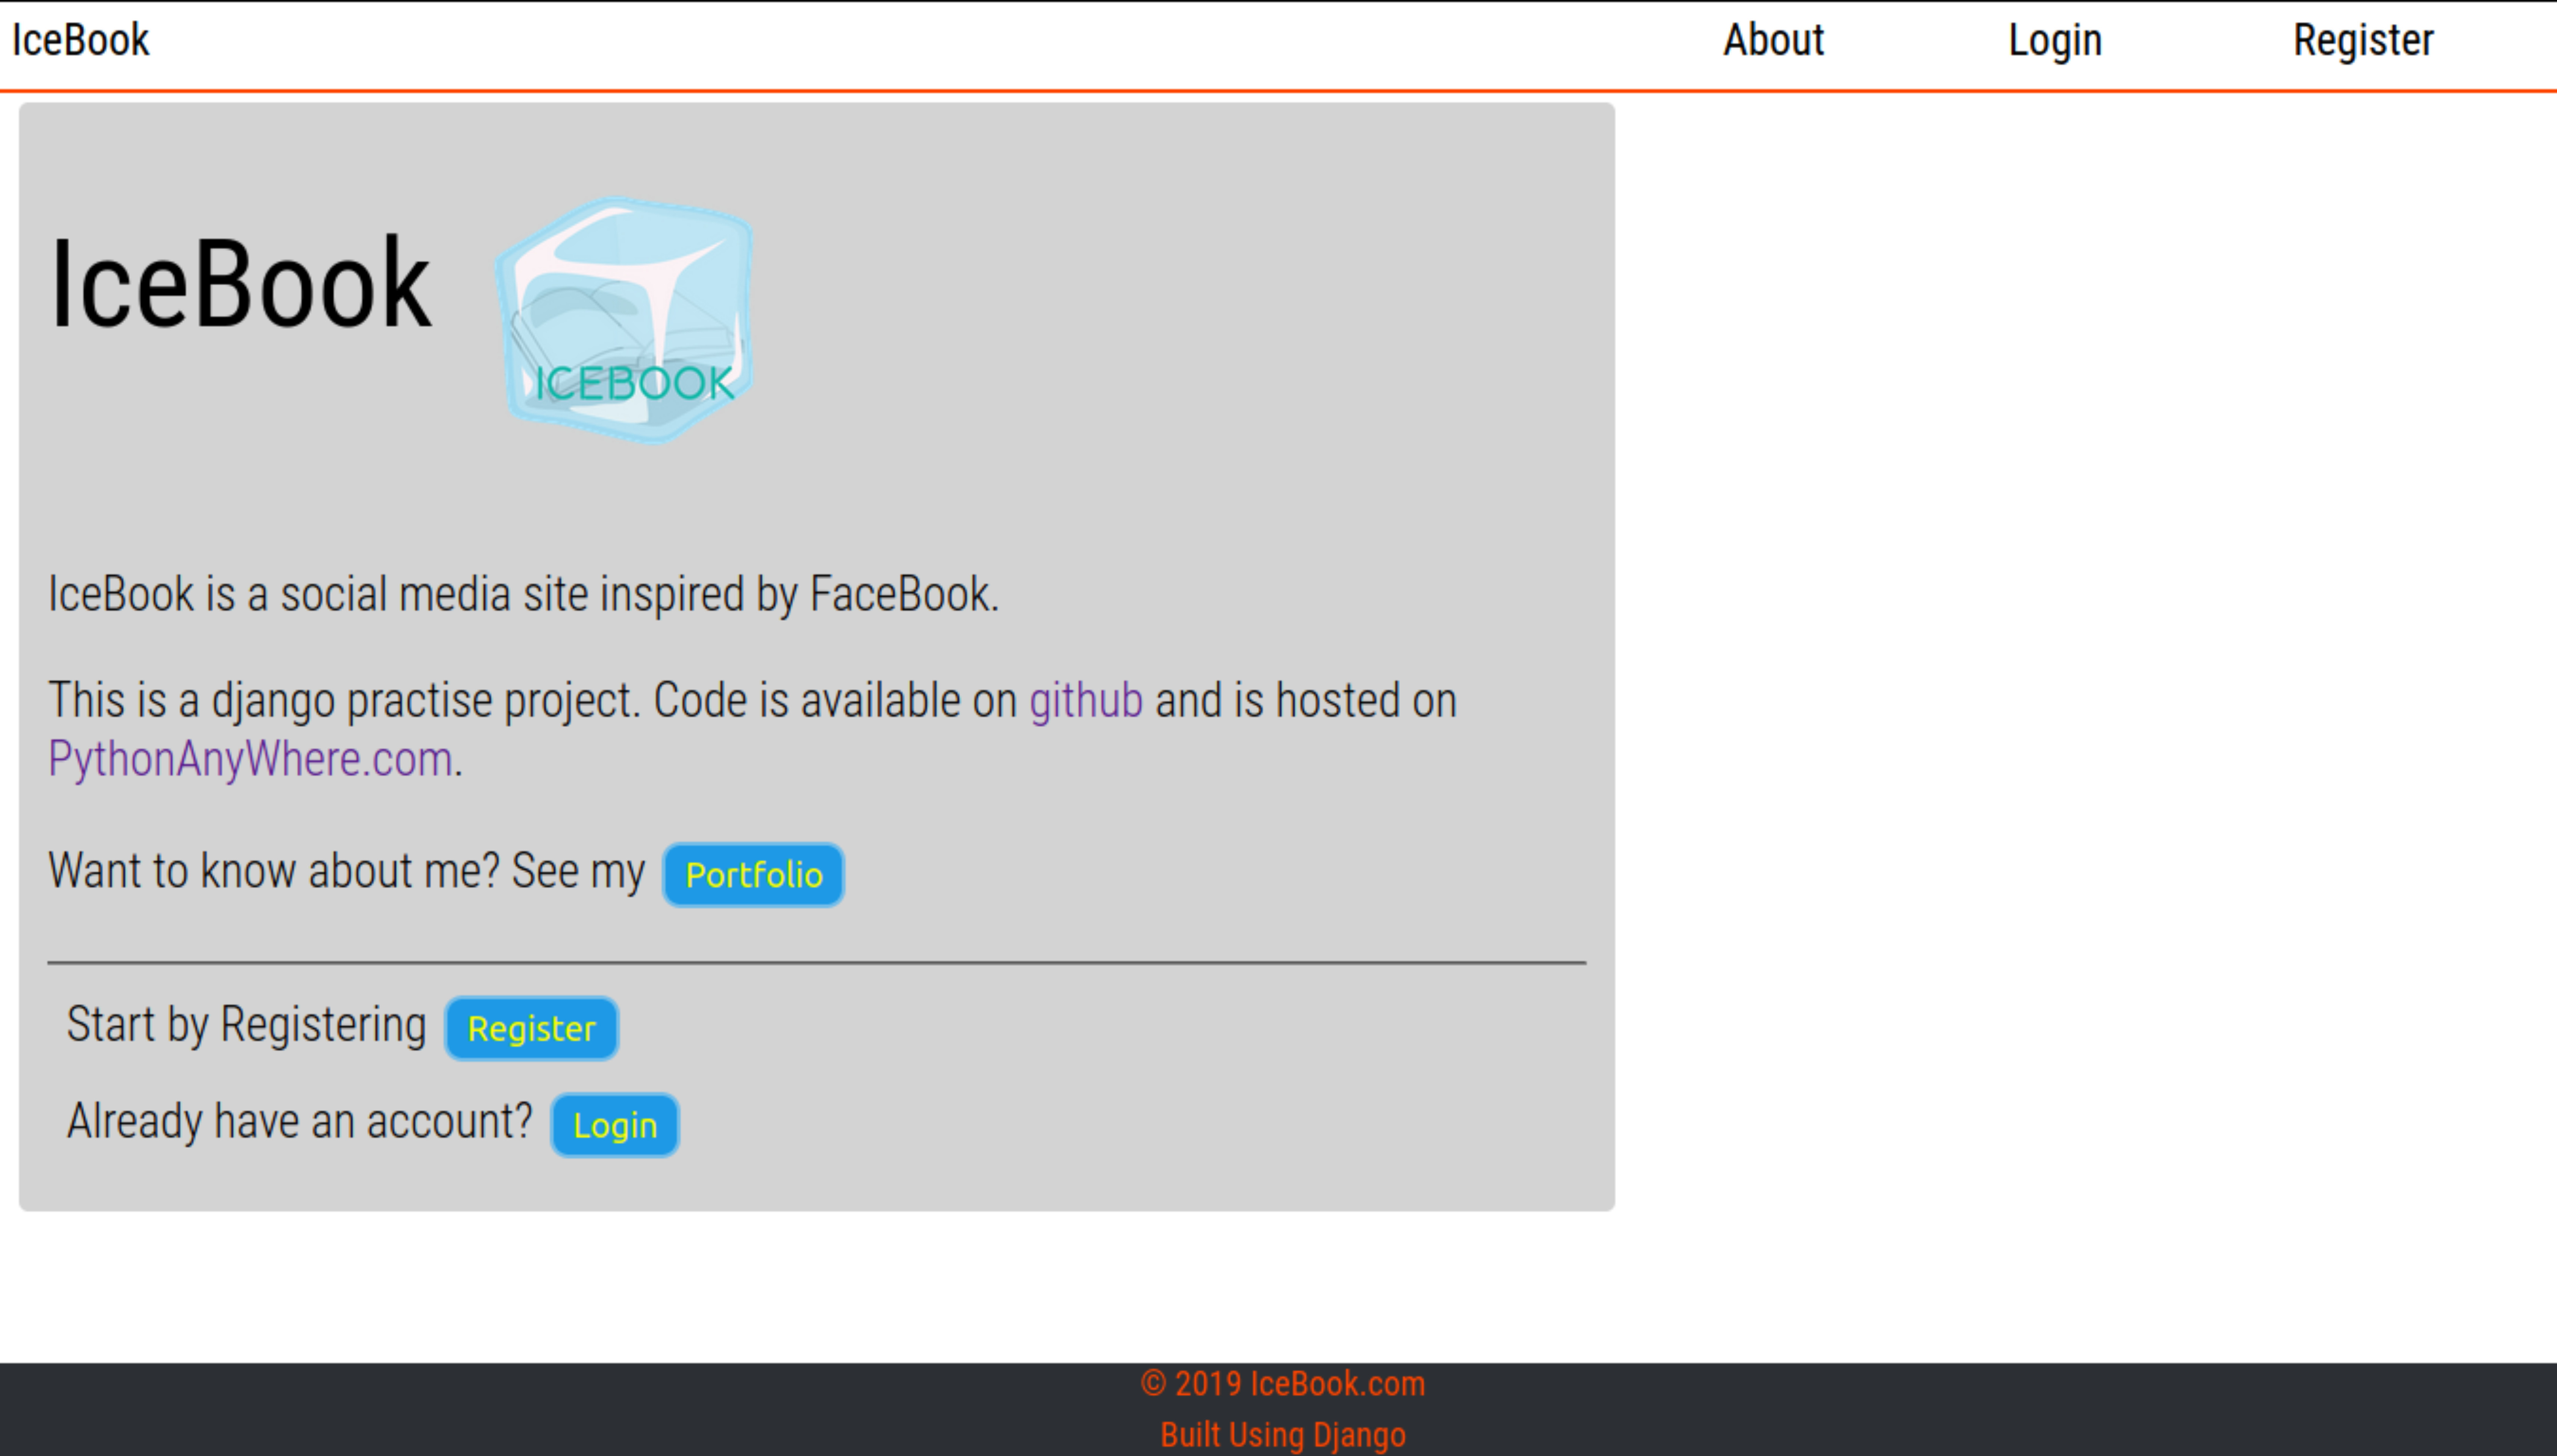 IceBook About Login Register
IceBook
ICEBOOK
IceBook is a social media site inspired by FaceBook.
This is a django practise project. Code is available on github and is hosted on
PythonAnyWhere.com.
Want to know about me? See my Portfolio
Start by Registering Register
Already have an account? Login
© 2019 IceBook.com
Built Using Django